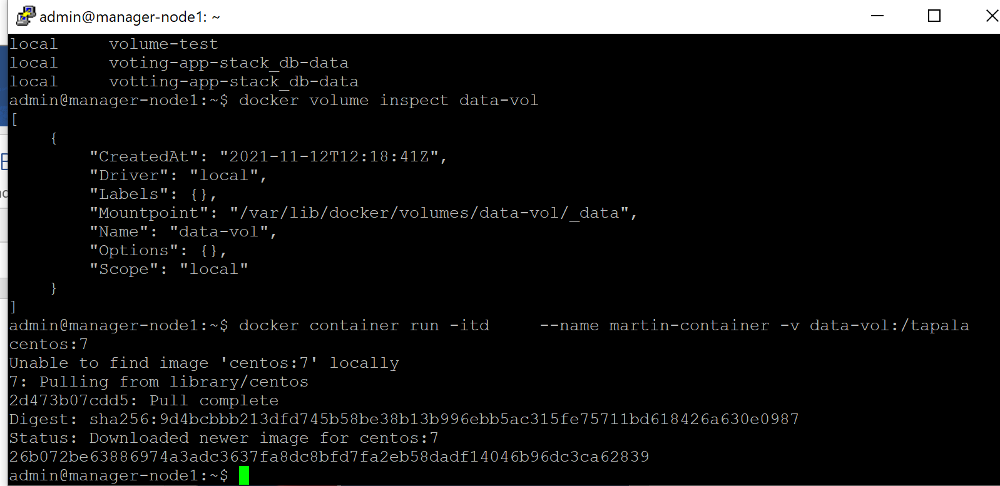 admin@manager-node1: ~
local     volume-test
local     voting-app-stack_db-data
local     votting-app-stack_db-data
admin@manager-node1:~$ docker volume inspect data-vol
[
    {
        "CreatedAt": "2021-11-12T12:18:41Z",
        "Driver": "local",
        "Labels": {},
        "Mountpoint": "/var/lib/docker/volumes/data-vol/_data",
        "Name": "data-vol",
        "Options": {},
        "Scope": "local"
    }
]
admin@manager-node1:~$ docker container run -itd     --name martin-container -v data-vol:/tapala
centos:7
Unable to find image 'centos:7' locally
7: Pulling from library/centos
2d473b07cdd5: Pull complete
Digest: sha256:9d4bcbbb213dfd745b58be38b13b996ebb5ac315fe75711bd618426a630e0987
Status: Downloaded newer image for centos:7
26b072be63886974a3adc3637fa8dc8bfd7fa2eb58dadf14046b96dc3ca62839
admin@manager-node1:~$